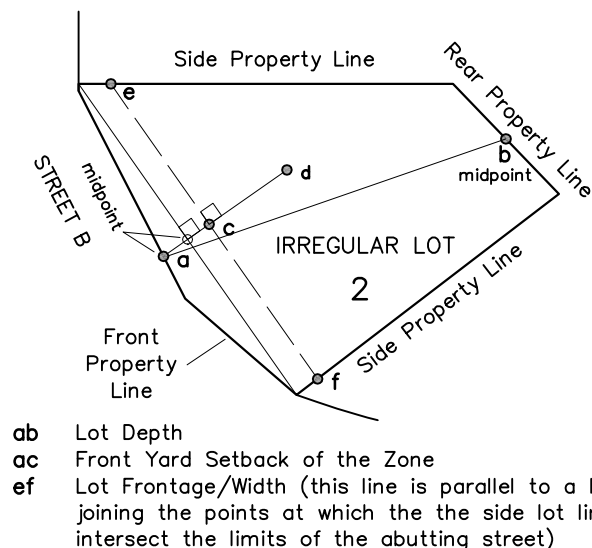 Side Property Line
Rear Property Line
e
b
midpoint
d
STREET B
midpoint
c
a
IRREGULAR LOT
2
Side Property Line
Front
Property
Line
f
ab Lot Depth
ac Front Yard Setback of the Zone
ef Lot Frontage/Width (this line is parallel to a
joining the points at which the the side lot
intersect the limits of the abutting street)